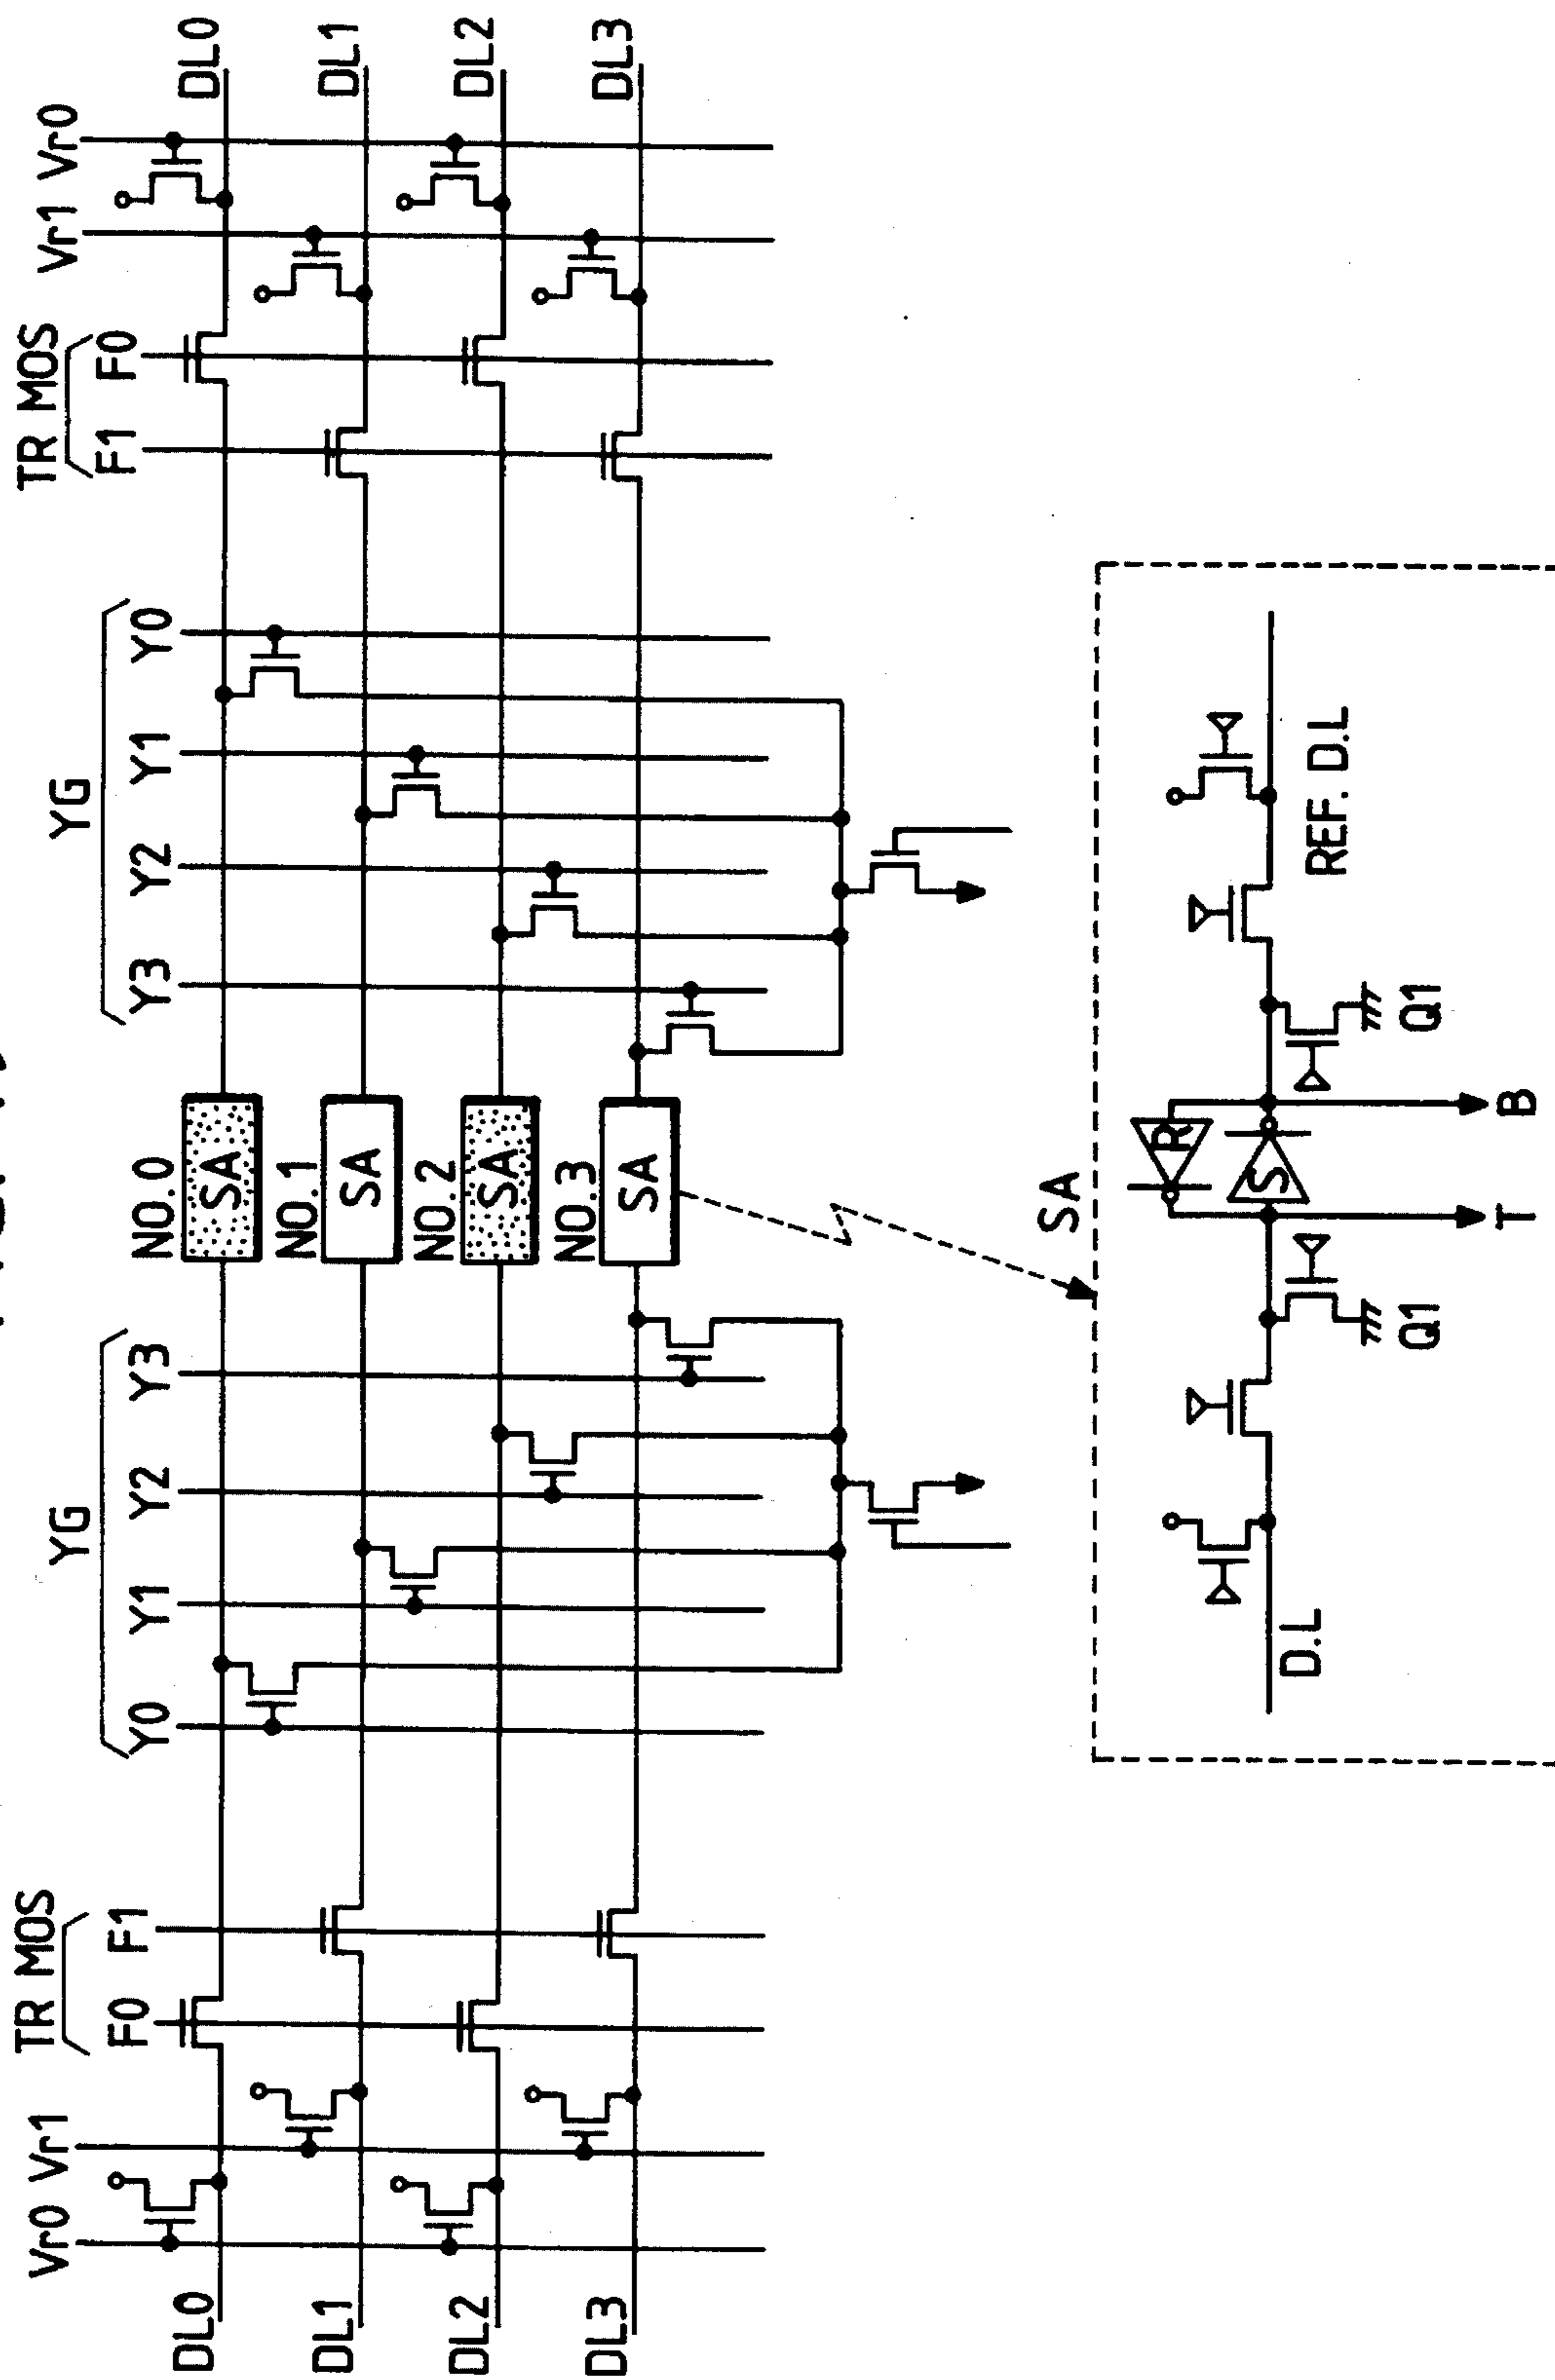 TR MOS TR MOS
Vr0 Vr1 YG YG Vr1 Vr0
F0 F1 Y0 Y1 Y2 Y3 Y3 Y2 Y1 Y0 F1 F0
DL0 NO.0 SA DL0
DL1 NO.1 SA DL1
DL2 NO.2 SA DL2
DL3 NO.3 SA DL3
SA
R
S
D.L REF. D.L
Q1 Q1
T B